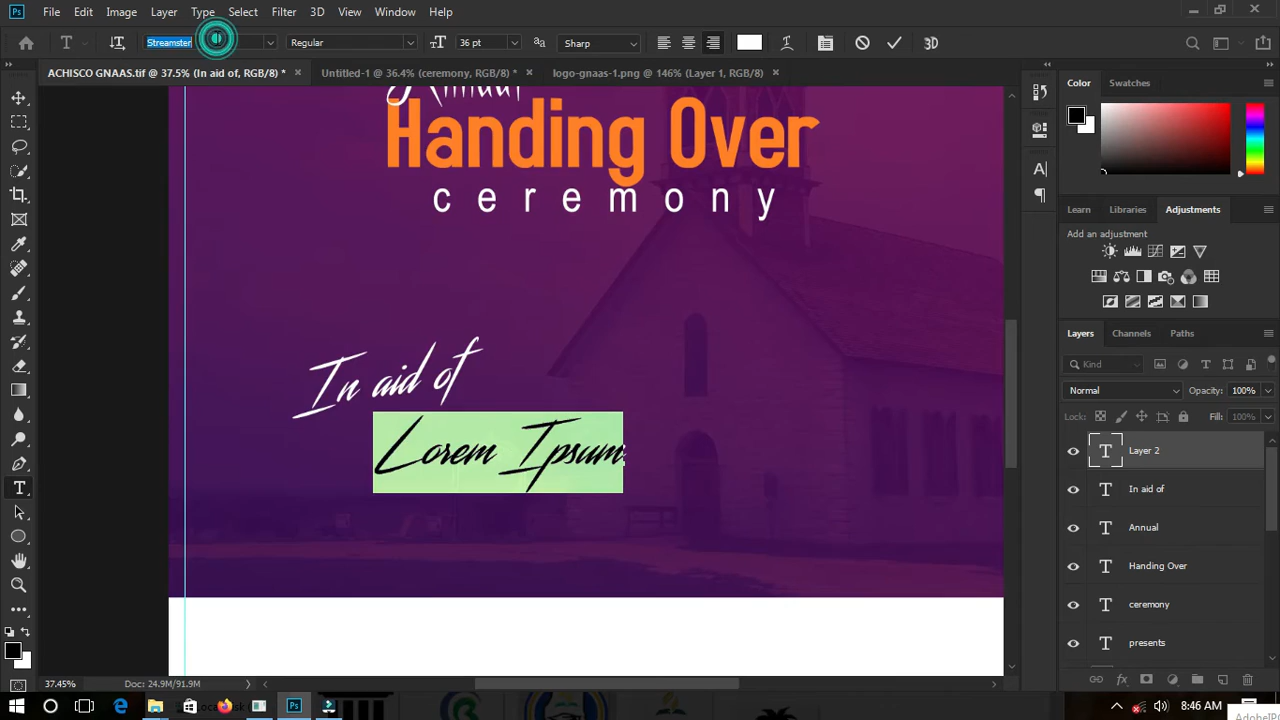 Ps File Edit Image Layer Type Select Filter 3D View Window Help
T Streamster Regular 36 pt aa Sharp 3D
ACHISCO GNAAS.tif @ 37.5% (In aid of, RGB/8) * Untitled-1 @ 36.4% (ceremony, RGB/8) * logo-gnaas-1.png @ 146% (Layer 1, RGB/8)
Color Swatches
Annual
Handing Over
ceremony
In aid of
Lorem Ipsum
Learn Libraries Adjustments
Add an adjustment
Layers Channels Paths
Kind
Normal Opacity: 100%
Lock: Fill: 100%
T Layer 2
T In aid of
T Annual
T Handing Over
T ceremony
T presents
37.45% Doc: 24.9M/91.9M
8:46 AM